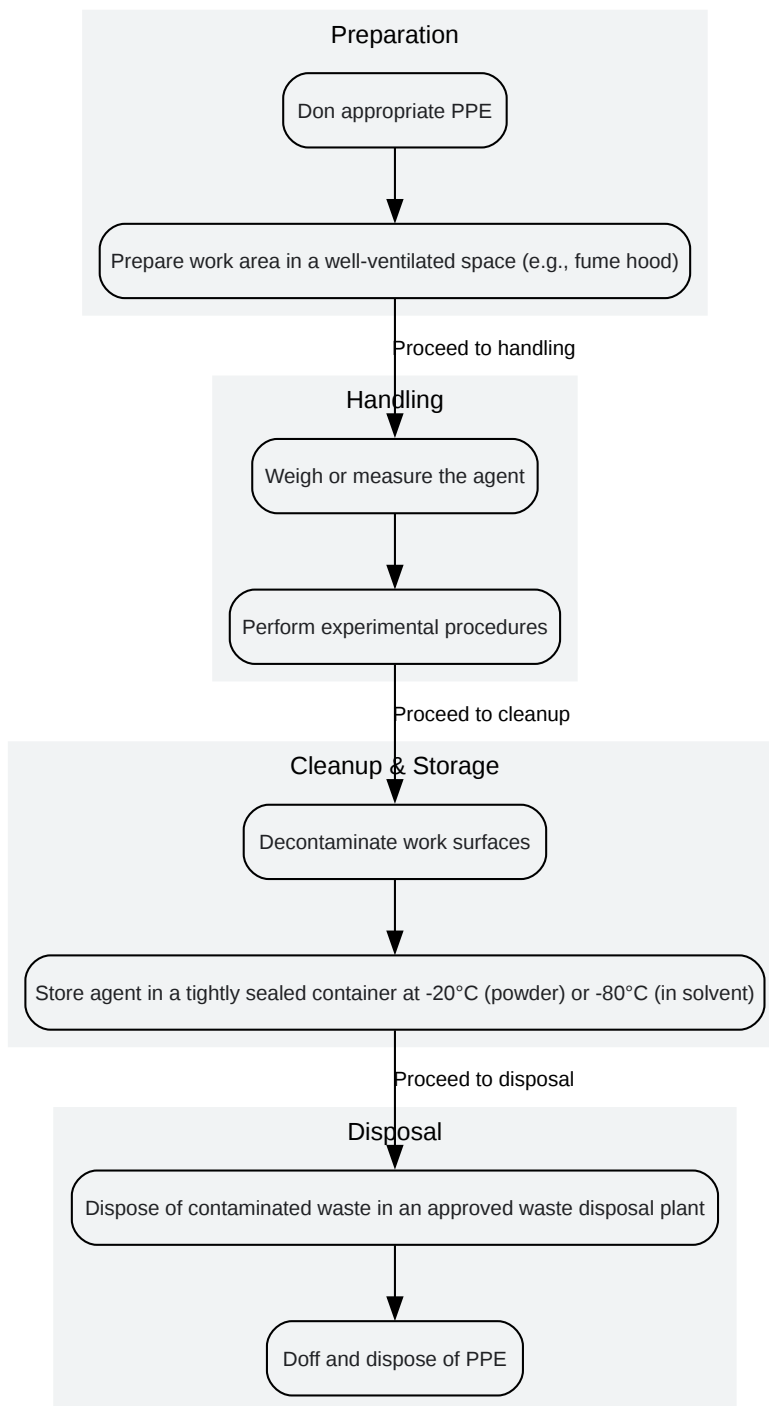 Preparation
Don appropriate PPE
Prepare work area in a well-ventilated space (e.g., fume hood)
Proceed to handling
Handling
Weigh or measure the agent
Perform experimental procedures
Proceed to cleanup
Cleanup & Storage
Decontaminate work surfaces
Store agent in a tightly sealed container at -20°C (powder) or -80°C (in solvent)
Proceed to disposal
Disposal
Dispose of contaminated waste in an approved waste disposal plant
Doff and dispose of PPE